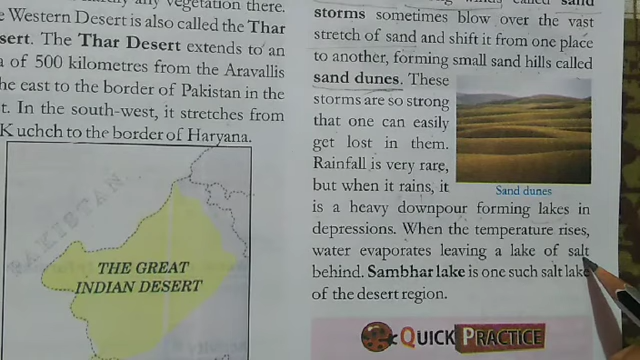 any vegetation there.
Western Desert is also called the Thar
The Thar Desert extends to an
of 500 kilometres from the Aravallis
east to the border of Pakistan in the
In the south-west, it stretches from
Kuchch to the border of Haryana.
PAKISTAN
THE GREAT
INDIAN DESERT
called sand
storms sometimes blow over the vast
stretch of sand and shift it from one place
to another, forming small sand hills called
sand dunes. These
storms are so strong
that one can easily
get lost in them.
Rainfall is very rare,
but when it rains, it
Sand dunes
is a heavy downpour forming lakes in
depressions. When the temperature rises,
water evaporates leaving a lake of salt
behind. Sambhar lake is one such salt lake
of the desert region.
QUICK PRACTICE